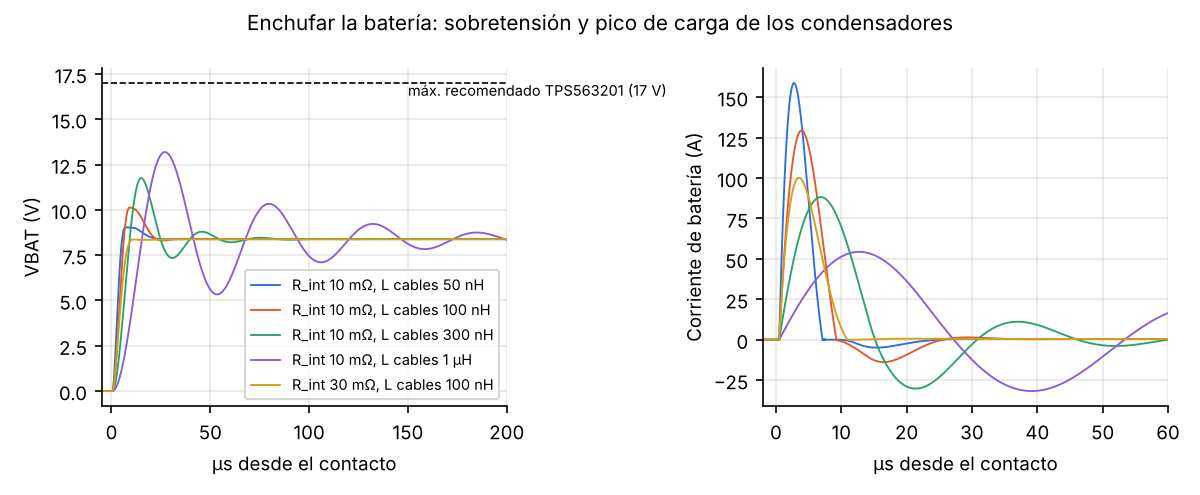 Enchufar la batería: sobretensión y pico de carga de los condensadores
17.5
15.0
12.5
10.0
7.5
5.0
2.5
0.0
VBAT (V)
máx. recomendado TPS563201 (17 V)
R_int 10 mΩ, L cables 50 nH
R_int 10 mΩ, L cables 100 nH
R_int 10 mΩ, L cables 300 nH
R_int 10 mΩ, L cables 1 µH
R_int 30 mΩ, L cables 100 nH
0
50
100
150
200
µs desde el contacto
150
125
100
75
50
25
0
−25
Corriente de batería (A)
0
10
20
30
40
50
60
µs desde el contacto